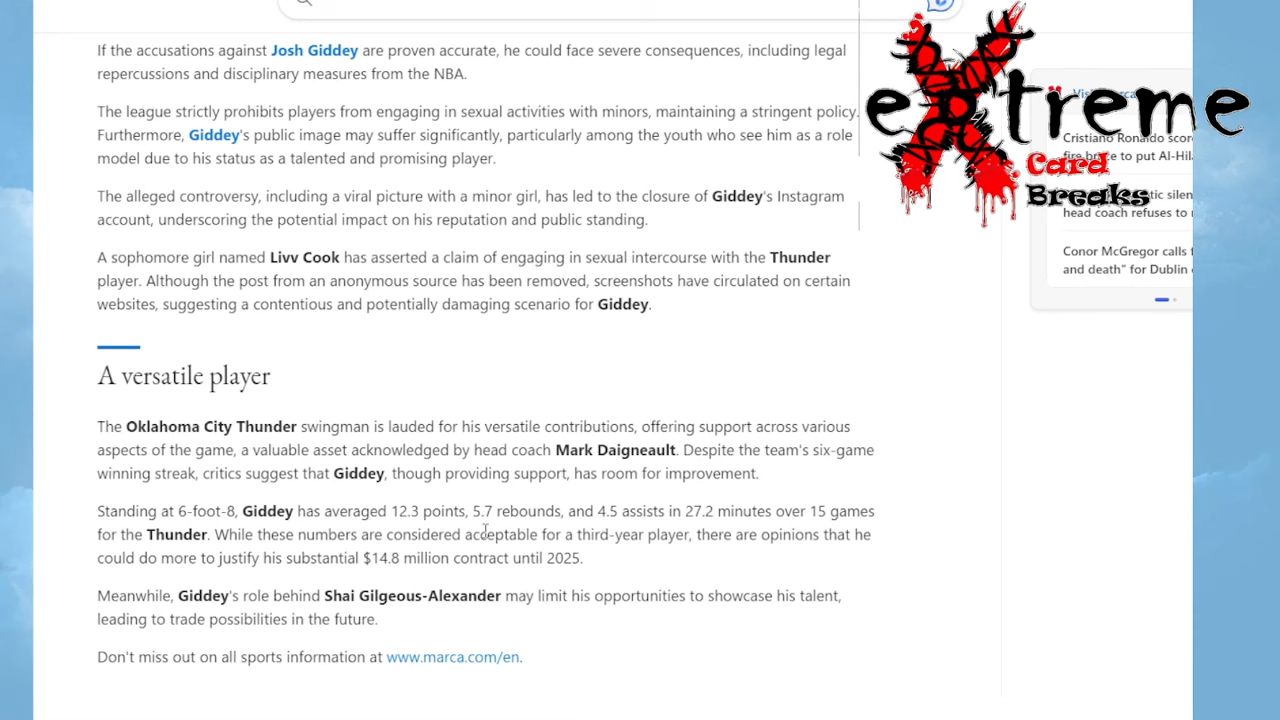 If the accusations against Josh Giddey are proven accurate, he could face severe consequences, including legal
repercussions and disciplinary measures from the NBA.
The league strictly prohibits players from engaging in sexual activities with minors, maintaining a stringent policy.
Furthermore, Giddey's public image may suffer significantly, particularly among the youth who see him as a role
model due to his status as a talented and promising player.
The alleged controversy, including a viral picture with a minor girl, has led to the closure of Giddey's Instagram
account, underscoring the potential impact on his reputation and public standing.
A sophomore girl named Livv Cook has asserted a claim of engaging in sexual intercourse with the Thunder
player. Although the post from an anonymous source has been removed, screenshots have circulated on certain
websites, suggesting a contentious and potentially damaging scenario for Giddey.
A versatile player
The Oklahoma City Thunder swingman is lauded for his versatile contributions, offering support across various
aspects of the game, a valuable asset acknowledged by head coach Mark Daigneault. Despite the team's six-game
winning streak, critics suggest that Giddey, though providing support, has room for improvement.
Standing at 6-foot-8, Giddey has averaged 12.3 points, 5.7 rebounds, and 4.5 assists in 27.2 minutes over 15 games
for the Thunder. While these numbers are considered acceptable for a third-year player, there are opinions that he
could do more to justify his substantial $14.8 million contract until 2025.
Meanwhile, Giddey's role behind Shai Gilgeous-Alexander may limit his opportunities to showcase his talent,
leading to trade possibilities in the future.
Don't miss out on all sports information at www.marca.com/en.
eXtreme
Card
Breaks
Cristiano Ronaldo
to put
head coach refuses to
Conor McGregor calls
and death" for Dublin